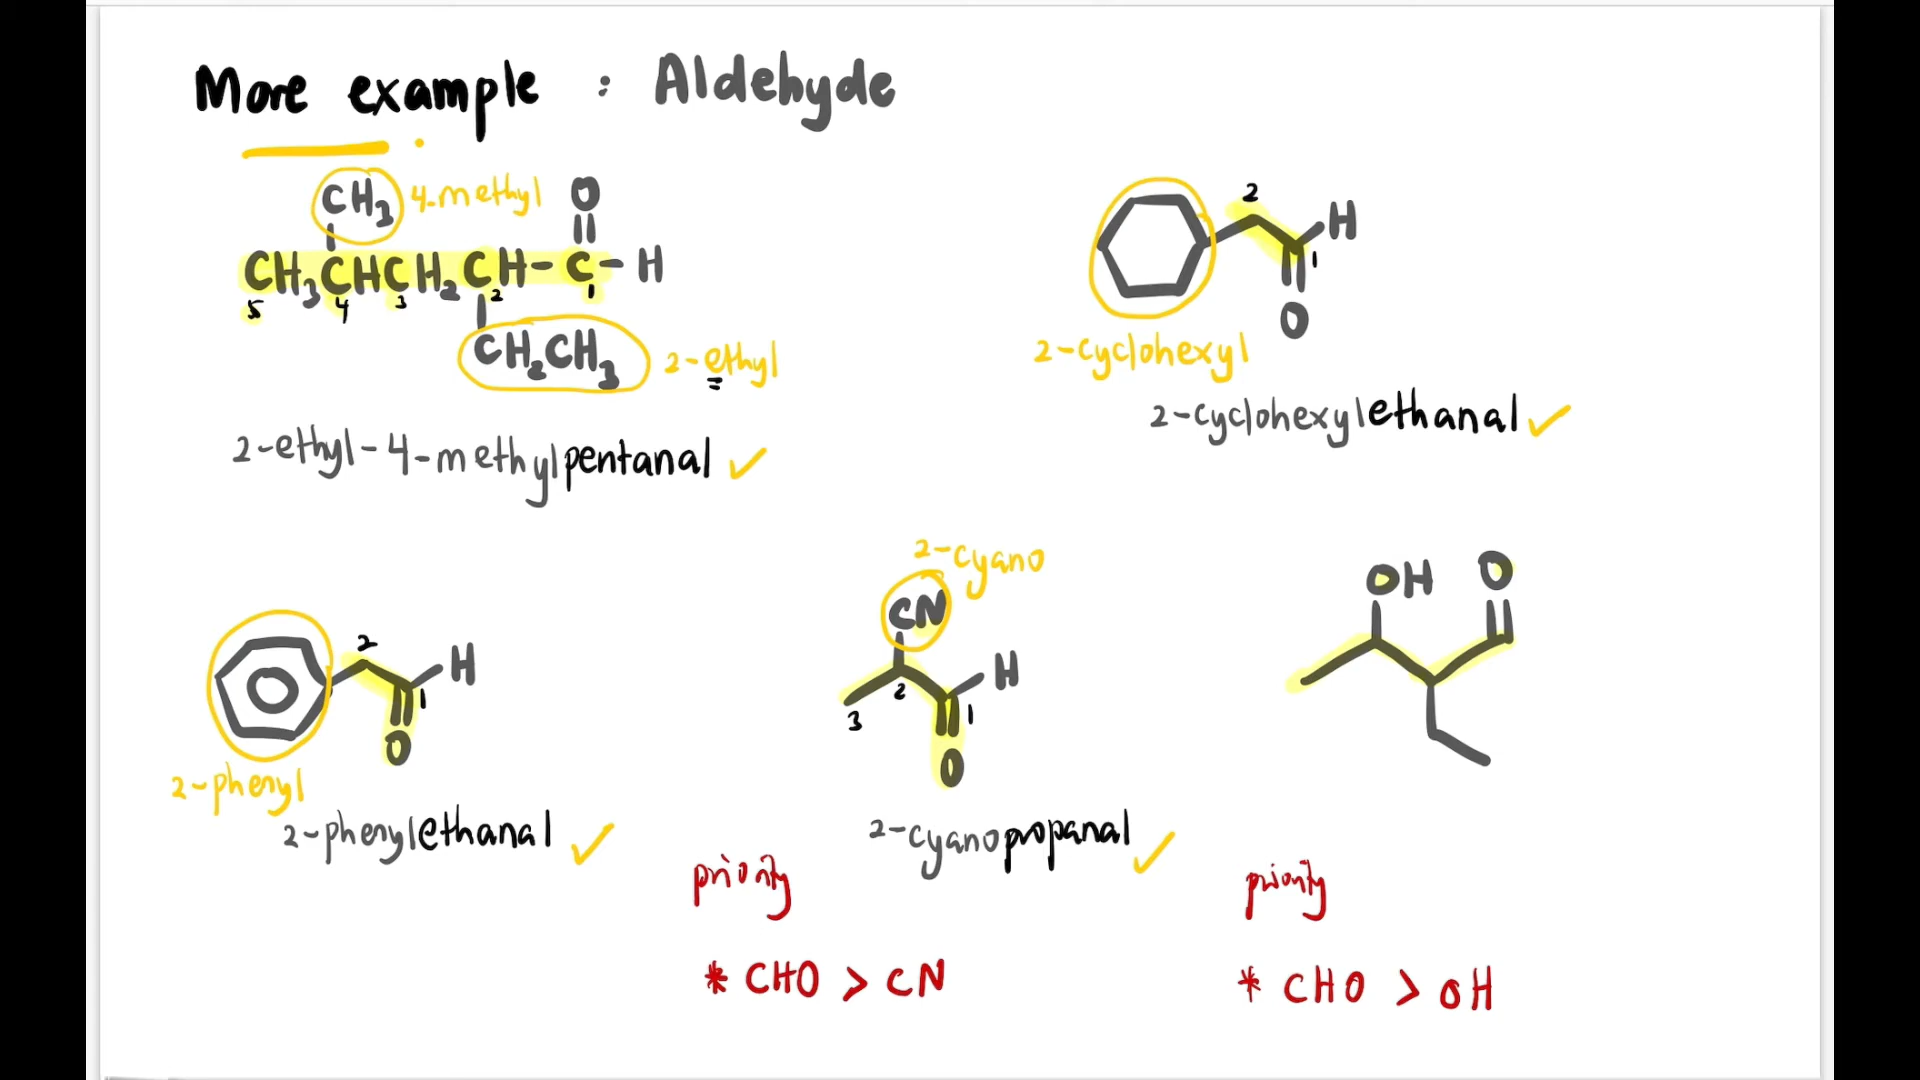 More example : Aldehyde
CH3 4-methyl O
CH3CHCH2CH-C-H
5 4 3 2 1
CH2CH3 2-ethyl
2-ethyl-4-methylpentanal ✓
2 H
1
O
2-cyclohexyl
2-cyclohexylethanal ✓
2 H
1
O
2-phenyl
2-phenylethanal ✓
2-cyano
CN
H
3 2 1
O
2-cyanopropanal ✓
priority
* CHO > CN
OH O
priority
* CHO > OH